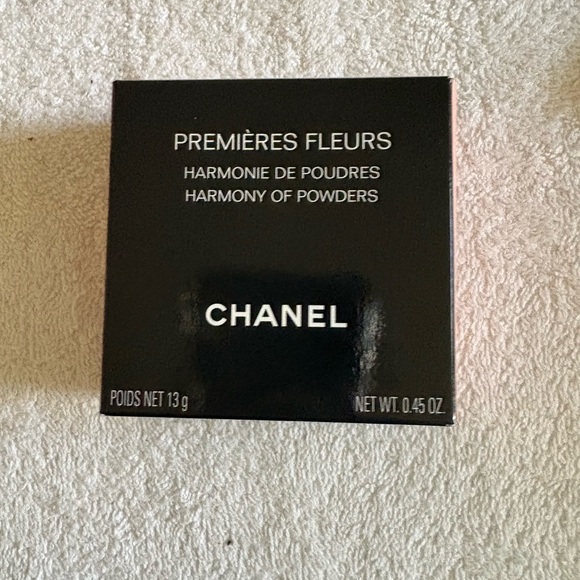 PREMIÈRES FLEURS
HARMONIE DE POUDRES
HARMONY OF POWDERS
CHANEL
POIDS NET 13 g
NET WT. 0.45 OZ.